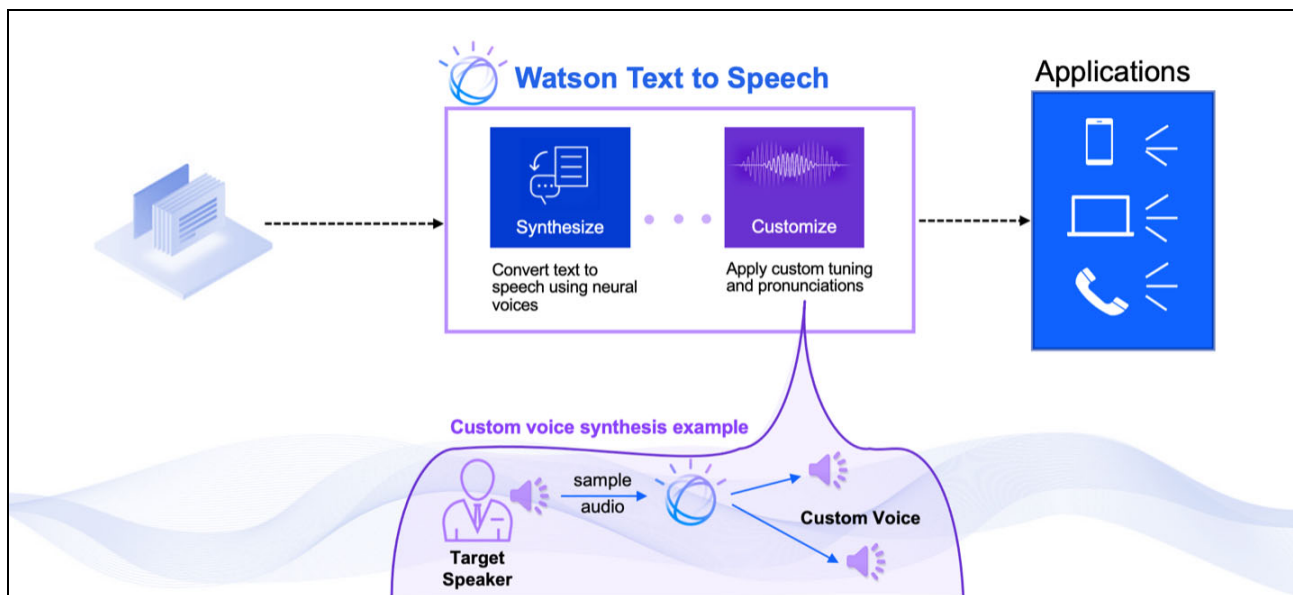 Watson Text to Speech
Applications
Synthesize
Customize
Convert text to
speech using neural
voices
Apply custom tuning
and pronunciations
Custom voice synthesis example
sample
audio
Custom Voice
Target
Speaker